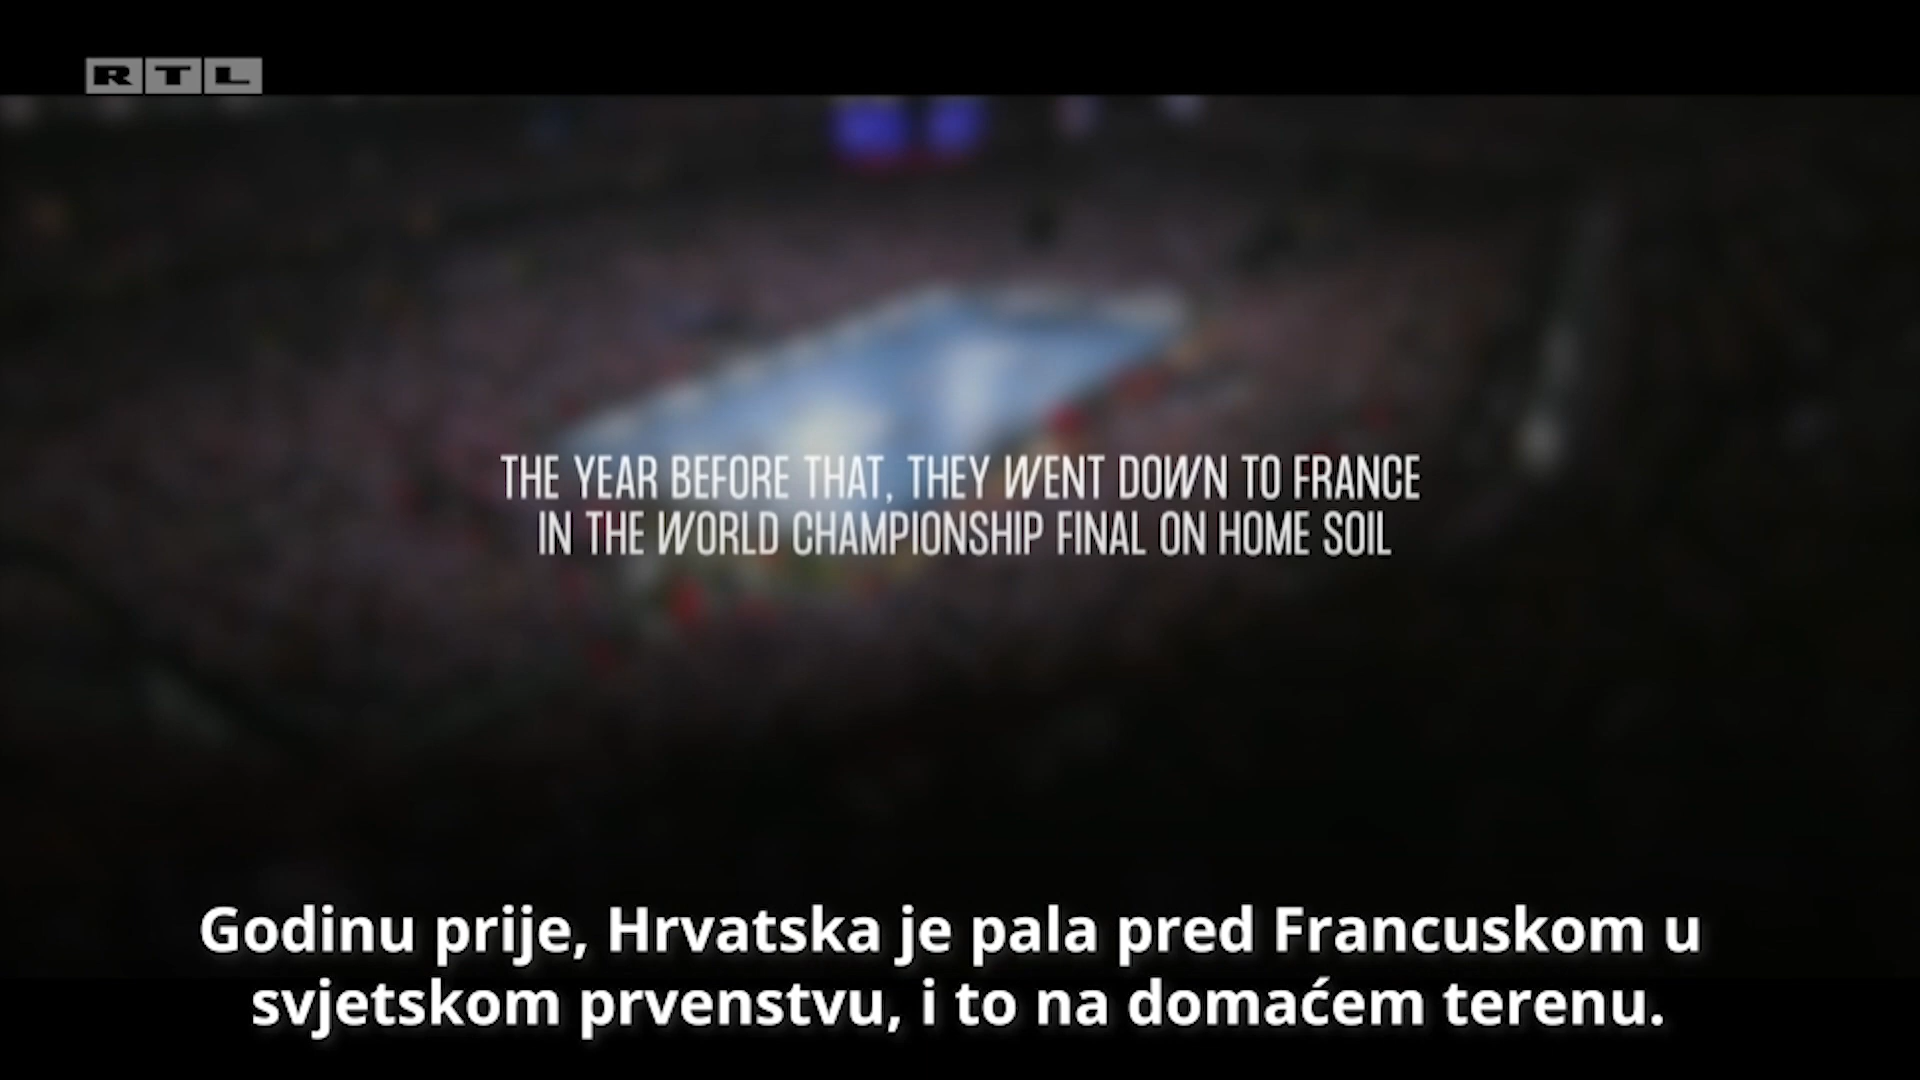 RTL
THE YEAR BEFORE THAT, THEY WENT DOWN TO FRANCE
IN THE WORLD CHAMPIONSHIP FINAL ON HOME SOIL
Godinu prije, Hrvatska je pala pred Francuskom u
svjetskom prvenstvu, i to na domaćem terenu.